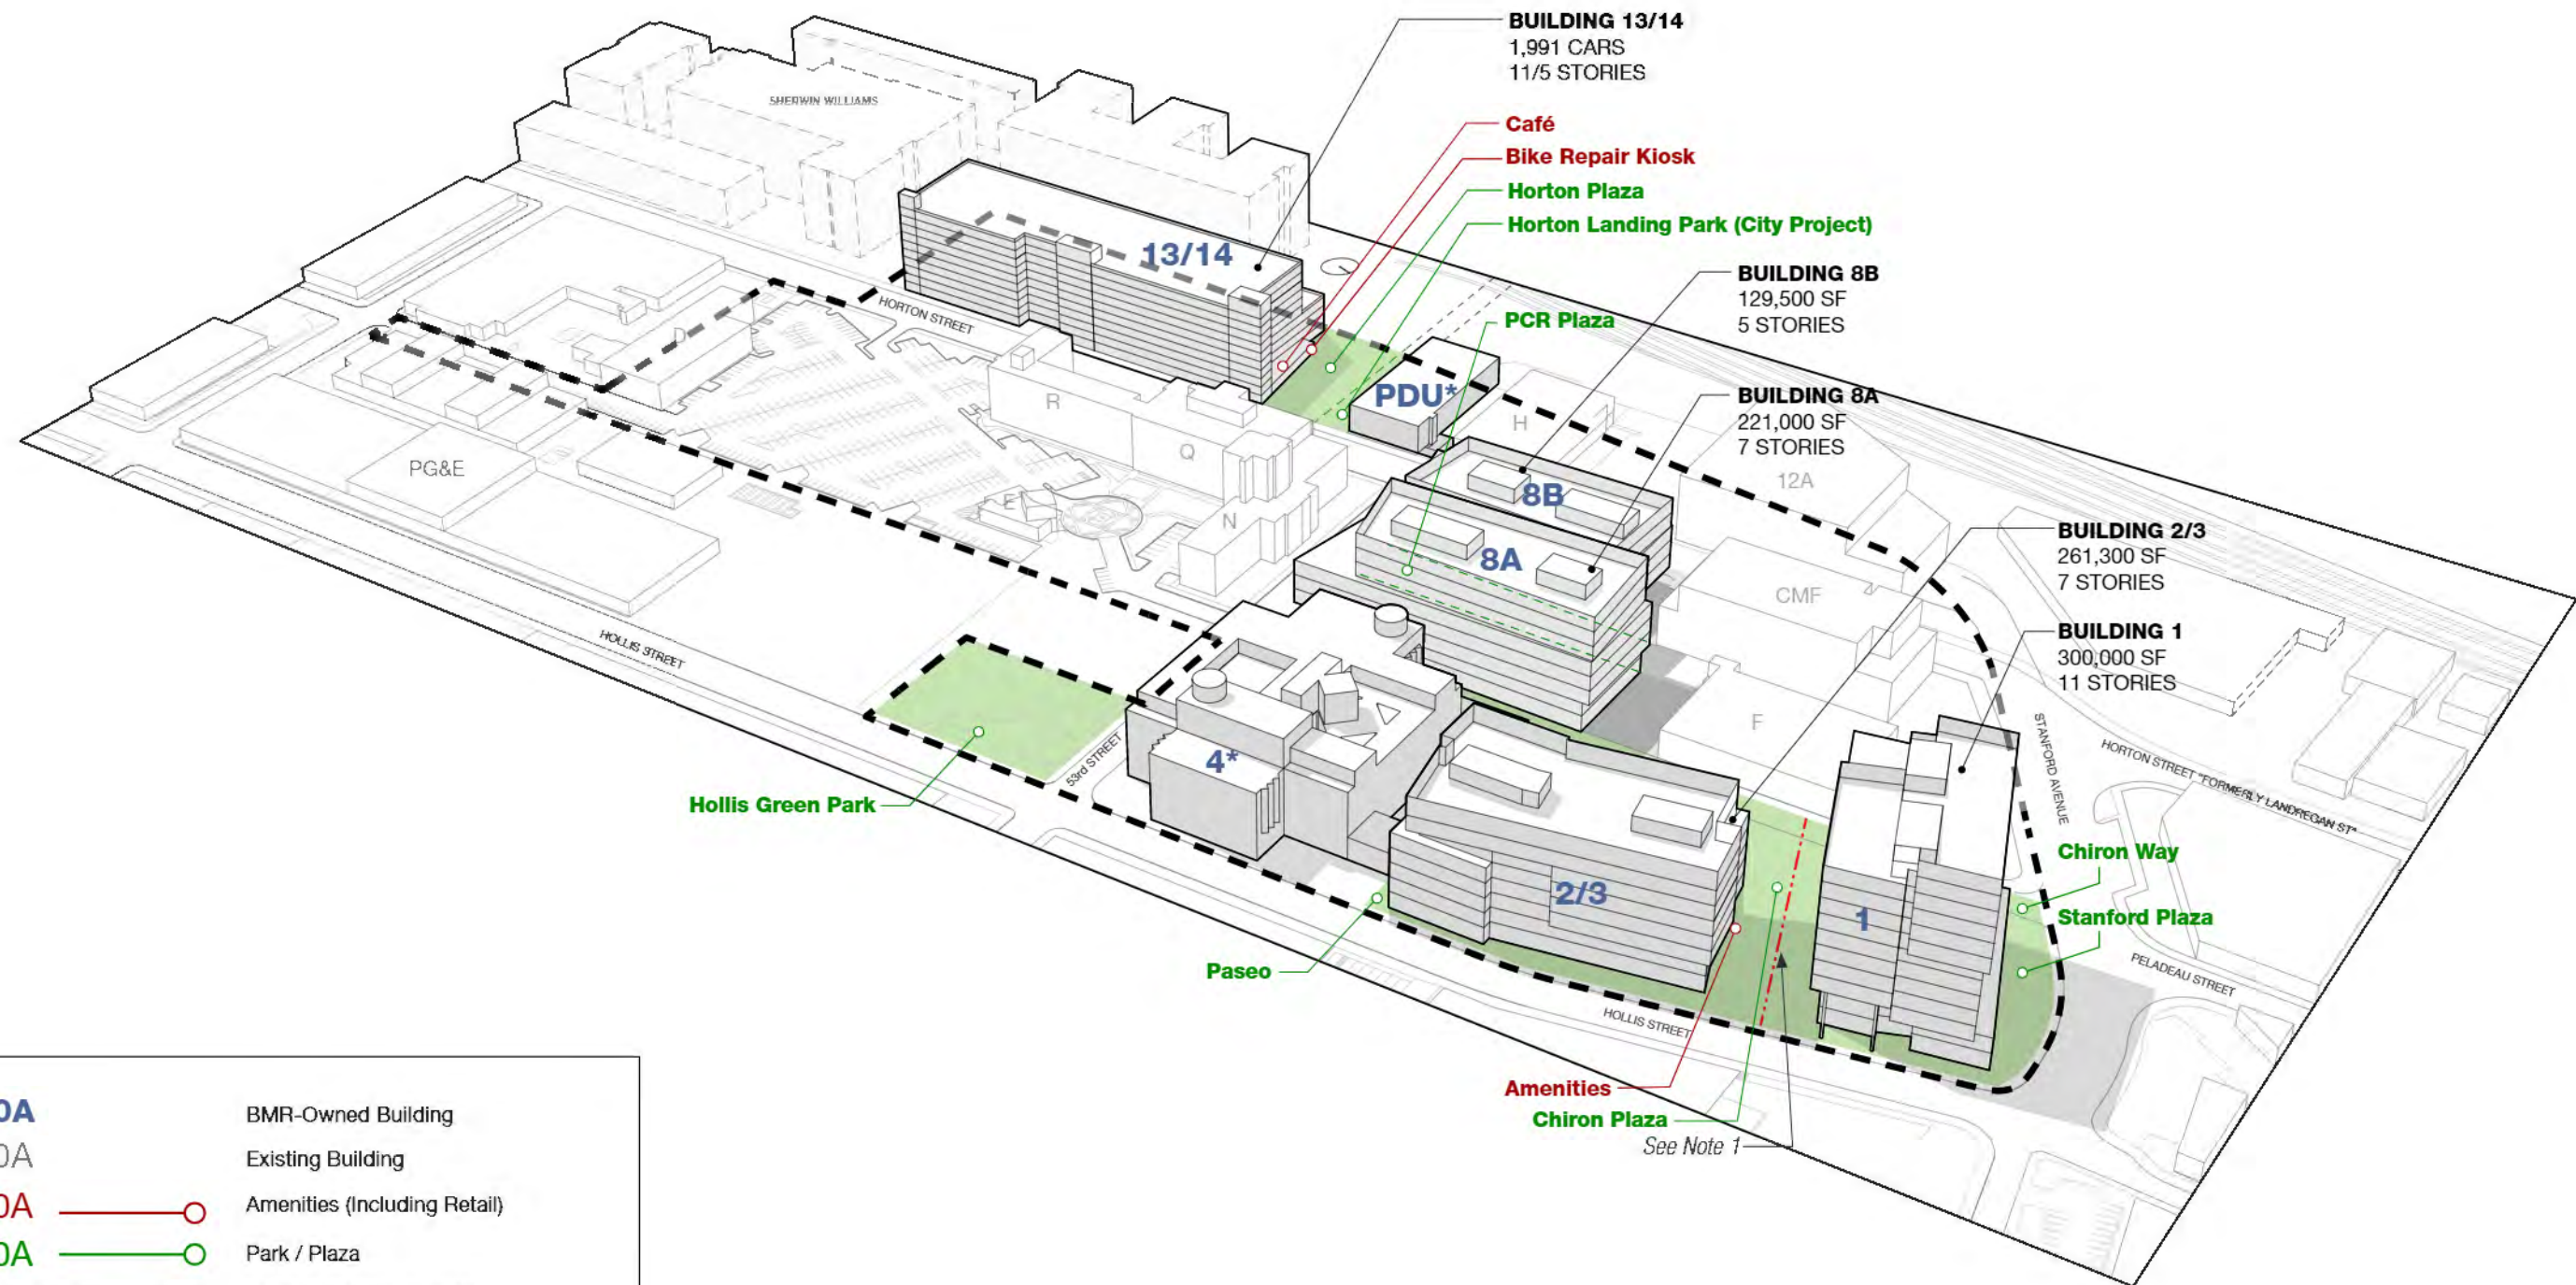 BUILDING 13/14
1,991 CARS
11/5 STORIES
SHERWIN WILLIAMS
Café
Bike Repair Kiosk
Horton Plaza
Horton Landing Park (City Project)
13/14
BUILDING 8B
129,500 SF
5 STORIES
HORTON STREET
PCR Plaza
D
PDU*
BUILDING 8A
221,000 SF
7 STORIES
R
H
Q
PG&E
12A
8B
E
N
BUILDING 2/3
261,300 SF
7 STORIES
8A
CMF
HOLLIS STREET
BUILDING 1
300,000 SF
11 STORIES
F
STANFORD AVENUE
HORTON STREET "FORMERLY LANDREGAN ST"
53rd STREET
4*
Hollis Green Park
Chiron Way
2/3
1
Stanford Plaza
Paseo
PELADEAU STREET
HOLLIS STREET
Amenities
Chiron Plaza
See Note 1
0A BMR-Owned Building
0A Existing Building
0A Amenities (Including Retail)
0A Park / Plaza